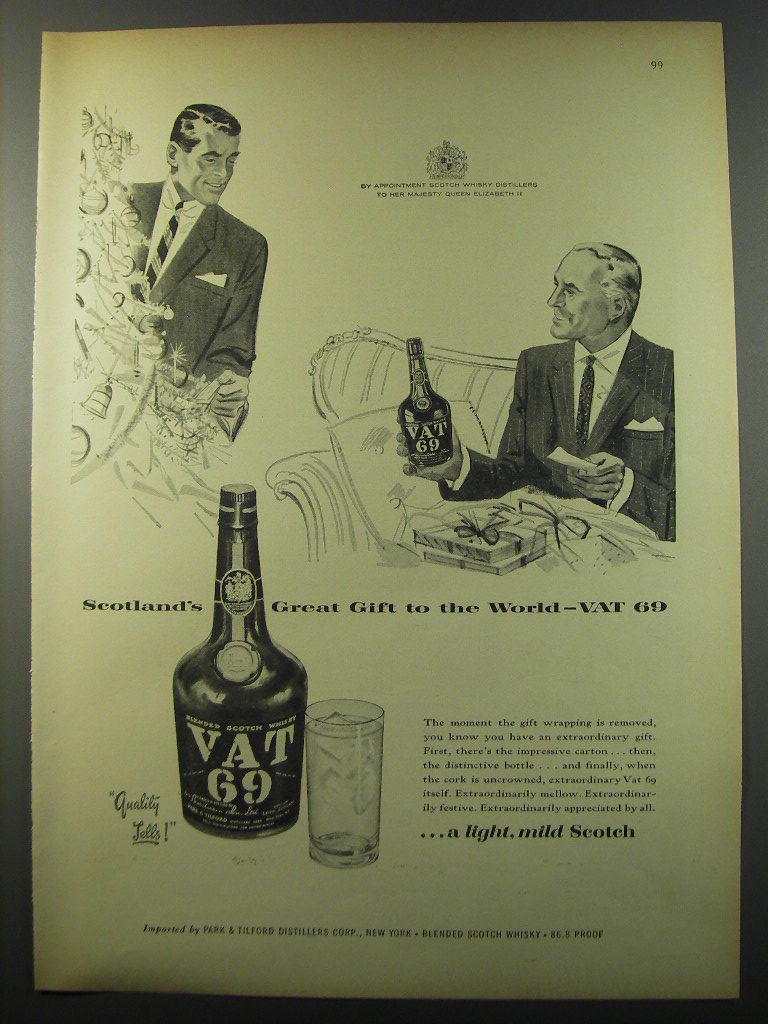 99
BY APPOINTMENT SCOTCH WHISKY DISTILLERS
TO HER MAJESTY QUEEN ELIZABETH II
VAT
69
Scotland's Great Gift to the World—VAT 69
BLENDED SCOTCH WHISKY
VAT
69
"Quality
Tells!"
The moment the gift wrapping is removed,
you know you have an extraordinary gift.
First, there's the impressive carton . . . then,
the distinctive bottle . . . and finally, when
the cork is uncrowned, extraordinary Vat 69
itself. Extraordinarily mellow. Extraordinar-
ily festive. Extraordinarily appreciated by all.
...a light, mild Scotch
Imported by PARK & TILFORD DISTILLERS CORP., NEW YORK • BLENDED SCOTCH WHISKY • 86.8 PROOF